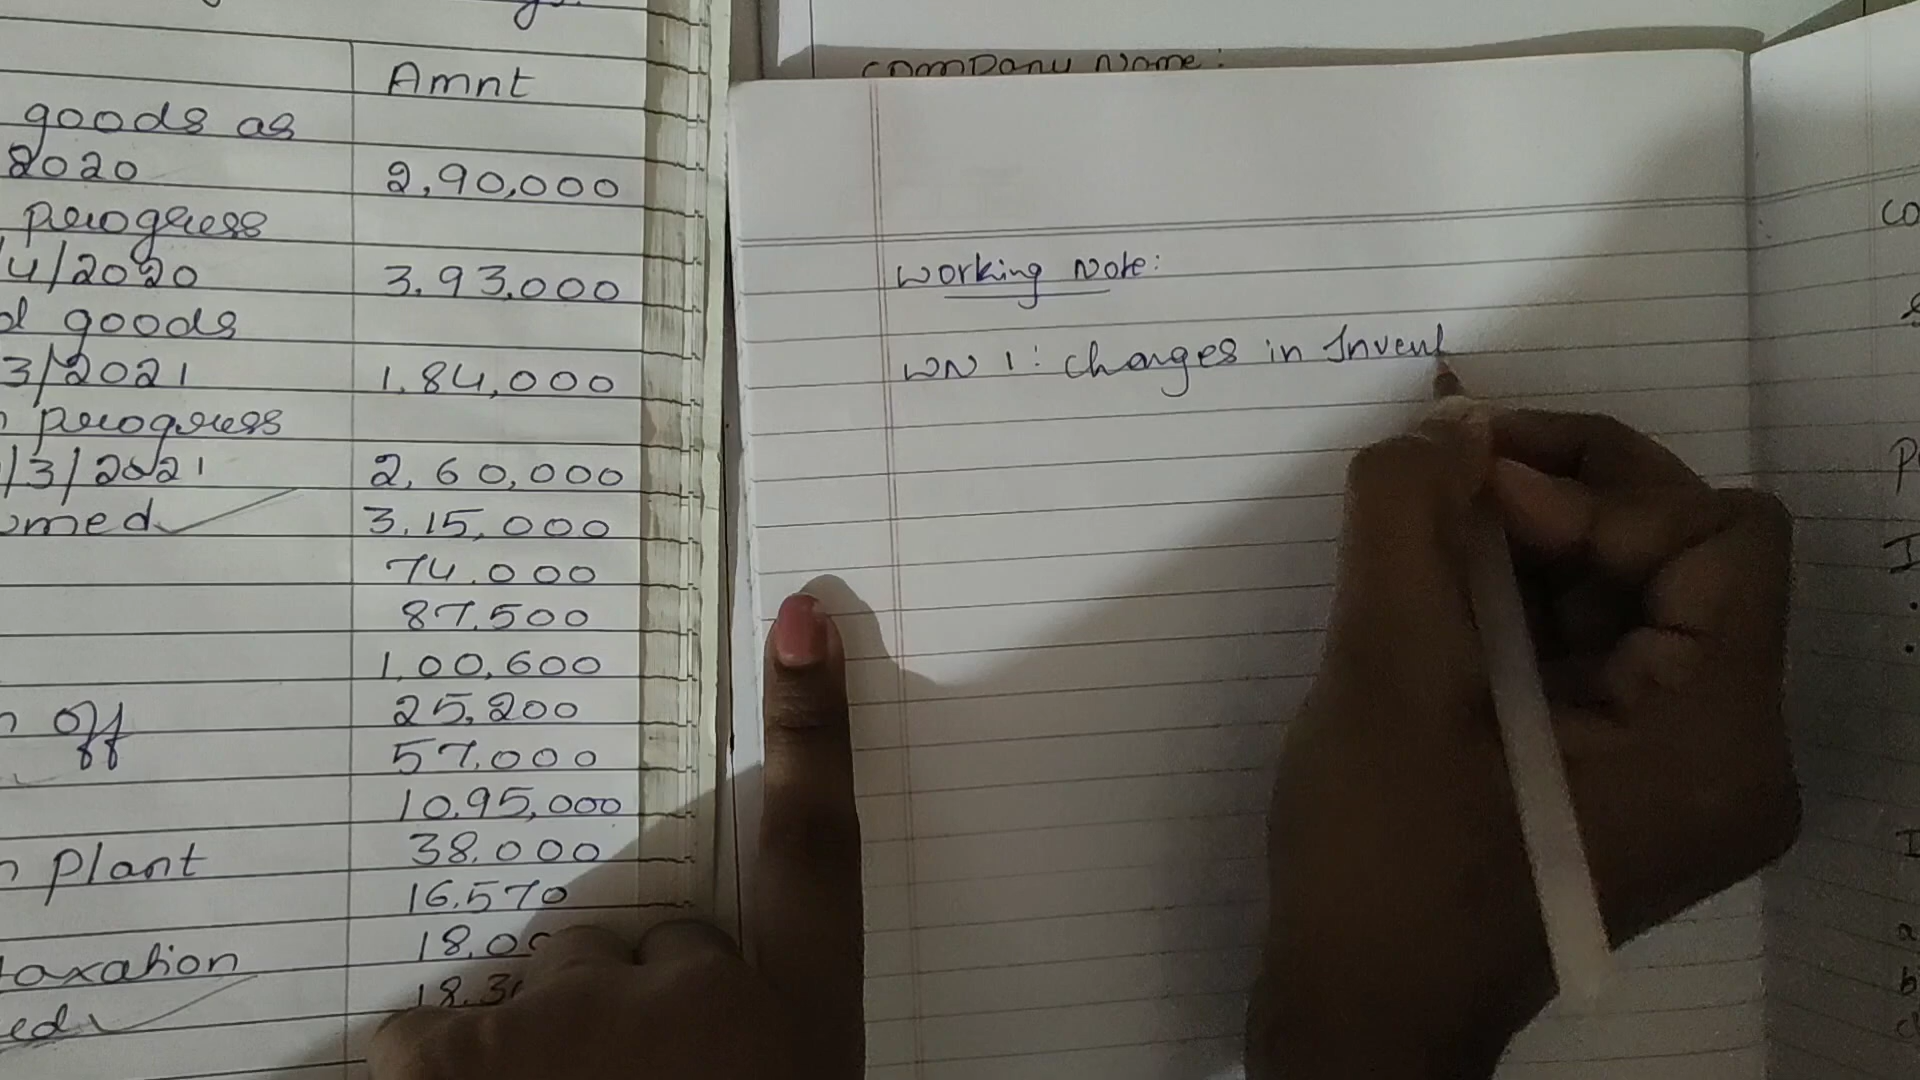 Amnt
goods as
2020 2,90,000
progress
/4/2020 3,93,000
d goods
3/2021 1,84,000
progress
/3/2021 2,60,000
omed 3,15,000
74,000
87,500
1,00,600
off 25,200
57,000
10,95,000
n plant 38,000
16,570
taxation
ed
company Name:
Working Note:
WN 1: Changes in Invent